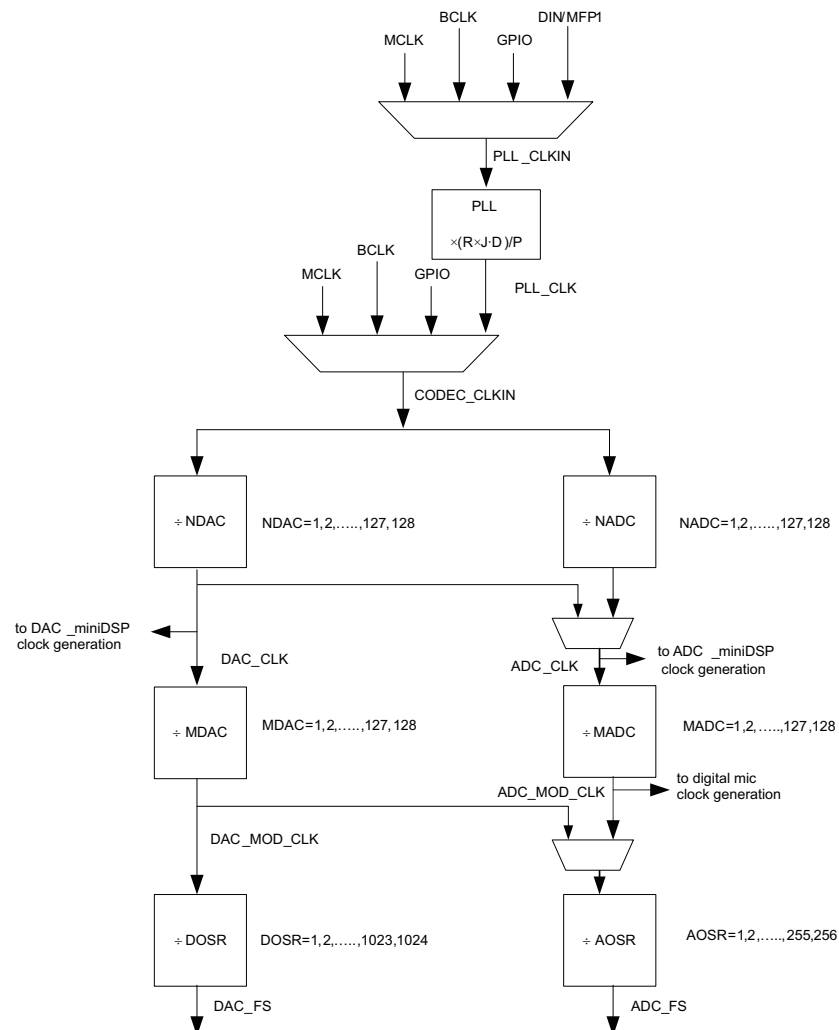 DIN/MFP1
BCLK
MCLK
GPIO
PLL_CLKIN
PLL
×(R×J·D)/P
BCLK
MCLK
GPIO
PLL_CLK
CODEC_CLKIN
÷NDAC
NDAC=1,2,.....,127,128
÷NADC
NADC=1,2,.....,127,128
to DAC_miniDSP
clock generation
DAC_CLK
ADC_CLK
to ADC_miniDSP
clock generation
÷MDAC
MDAC=1,2,.....,127,128
÷MADC
MADC=1,2,.....,127,128
ADC_MOD_CLK
to digital mic
clock generation
DAC_MOD_CLK
÷DOSR
DOSR=1,2,.....,1023,1024
÷AOSR
AOSR=1,2,.....,255,256
DAC_FS
ADC_FS